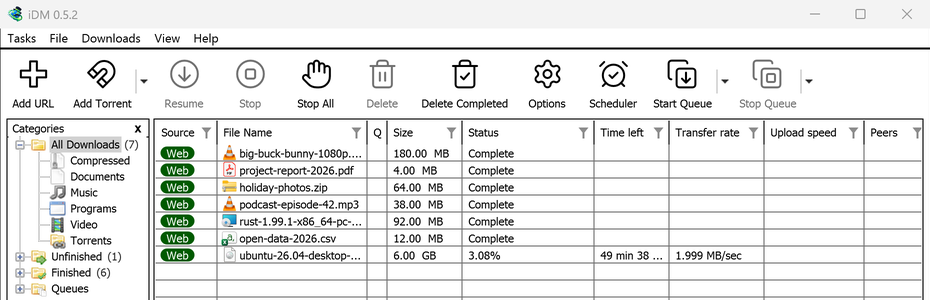 iDM 0.5.2
Tasks File Downloads View Help
Add URL Add Torrent Resume Stop Stop All Delete Delete Completed Options Scheduler Start Queue Stop Queue
Categories x
All Downloads (7)
Compressed
Documents
Music
Programs
Video
Torrents
Unfinished (1)
Finished (6)
Queues
Source File Name Q Size Status Time left Transfer rate Upload speed Peers
Web big-buck-bunny-1080p.... 180.00 MB Complete
Web project-report-2026.pdf 4.00 MB Complete
Web holiday-photos.zip 64.00 MB Complete
Web podcast-episode-42.mp3 38.00 MB Complete
Web rust-1.99.1-x86_64-pc-... 92.00 MB Complete
Web open-data-2026.csv 12.00 MB Complete
Web ubuntu-26.04-desktop-... 6.00 GB 3.08% 49 min 38 ... 1.999 MB/sec